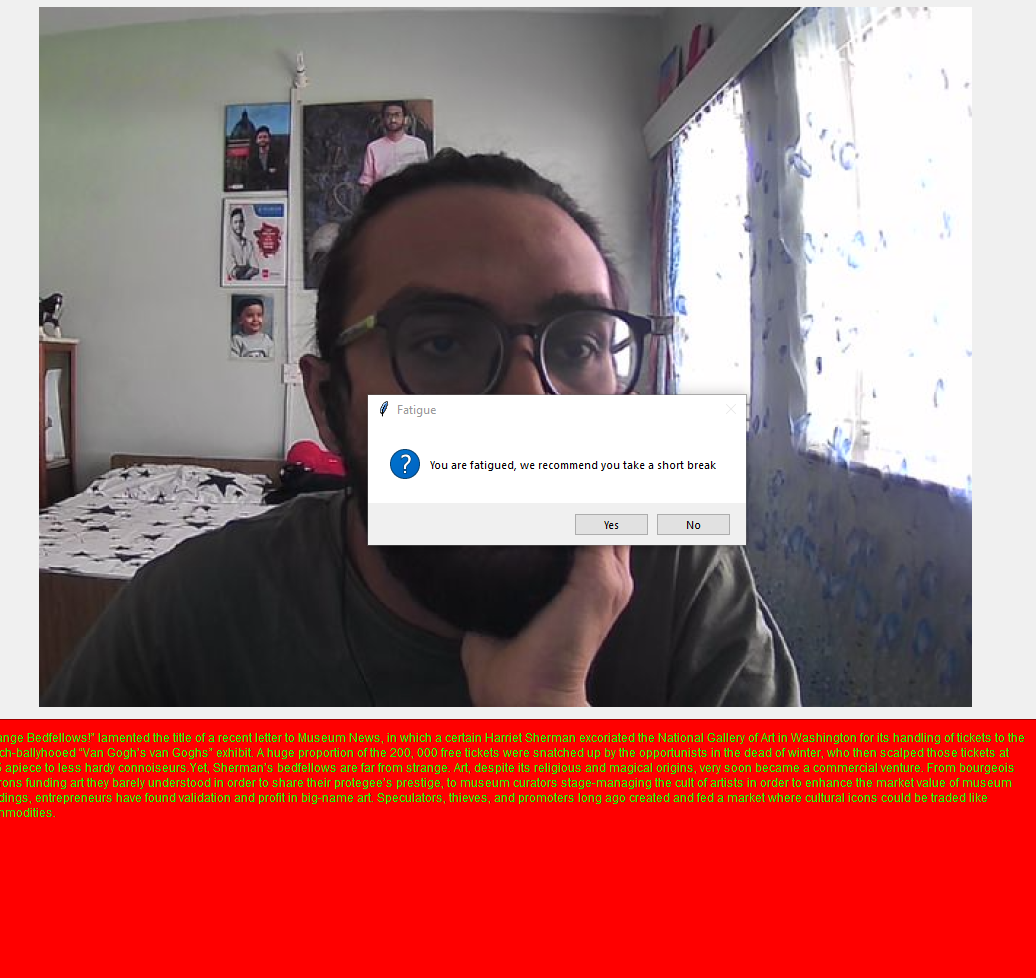 Fatigue
You are fatigued, we recommend you take a short break
Yes
No
ange Bedfellows!" lamented the title of a recent letter to Museum News, in which a certain Harriet Sherman excoriated the National Gallery of Art in Washington for its handling of tickets to the
ch-ballyhooed "Van Gogh's van Goghs" exhibit. A huge proportion of the 200, 000 free tickets were snatched up by the opportunists in the dead of winter, who then scalped those tickets at
apiece to less hardy connoiseurs.Yet, Sherman's bedfellows are far from strange. Art, despite its religious and magical origins, very soon became a commercial venture. From bourgeois
rons funding art they barely understood in order to share their protegee's prestige, to museum curators stage-managing the cult of artists in order to enhance the market value of museum
dings, entrepreneurs have found validation and profit in big-name art. Speculators, thieves, and promoters long ago created and fed a market where cultural icons could be traded like
mmodities.